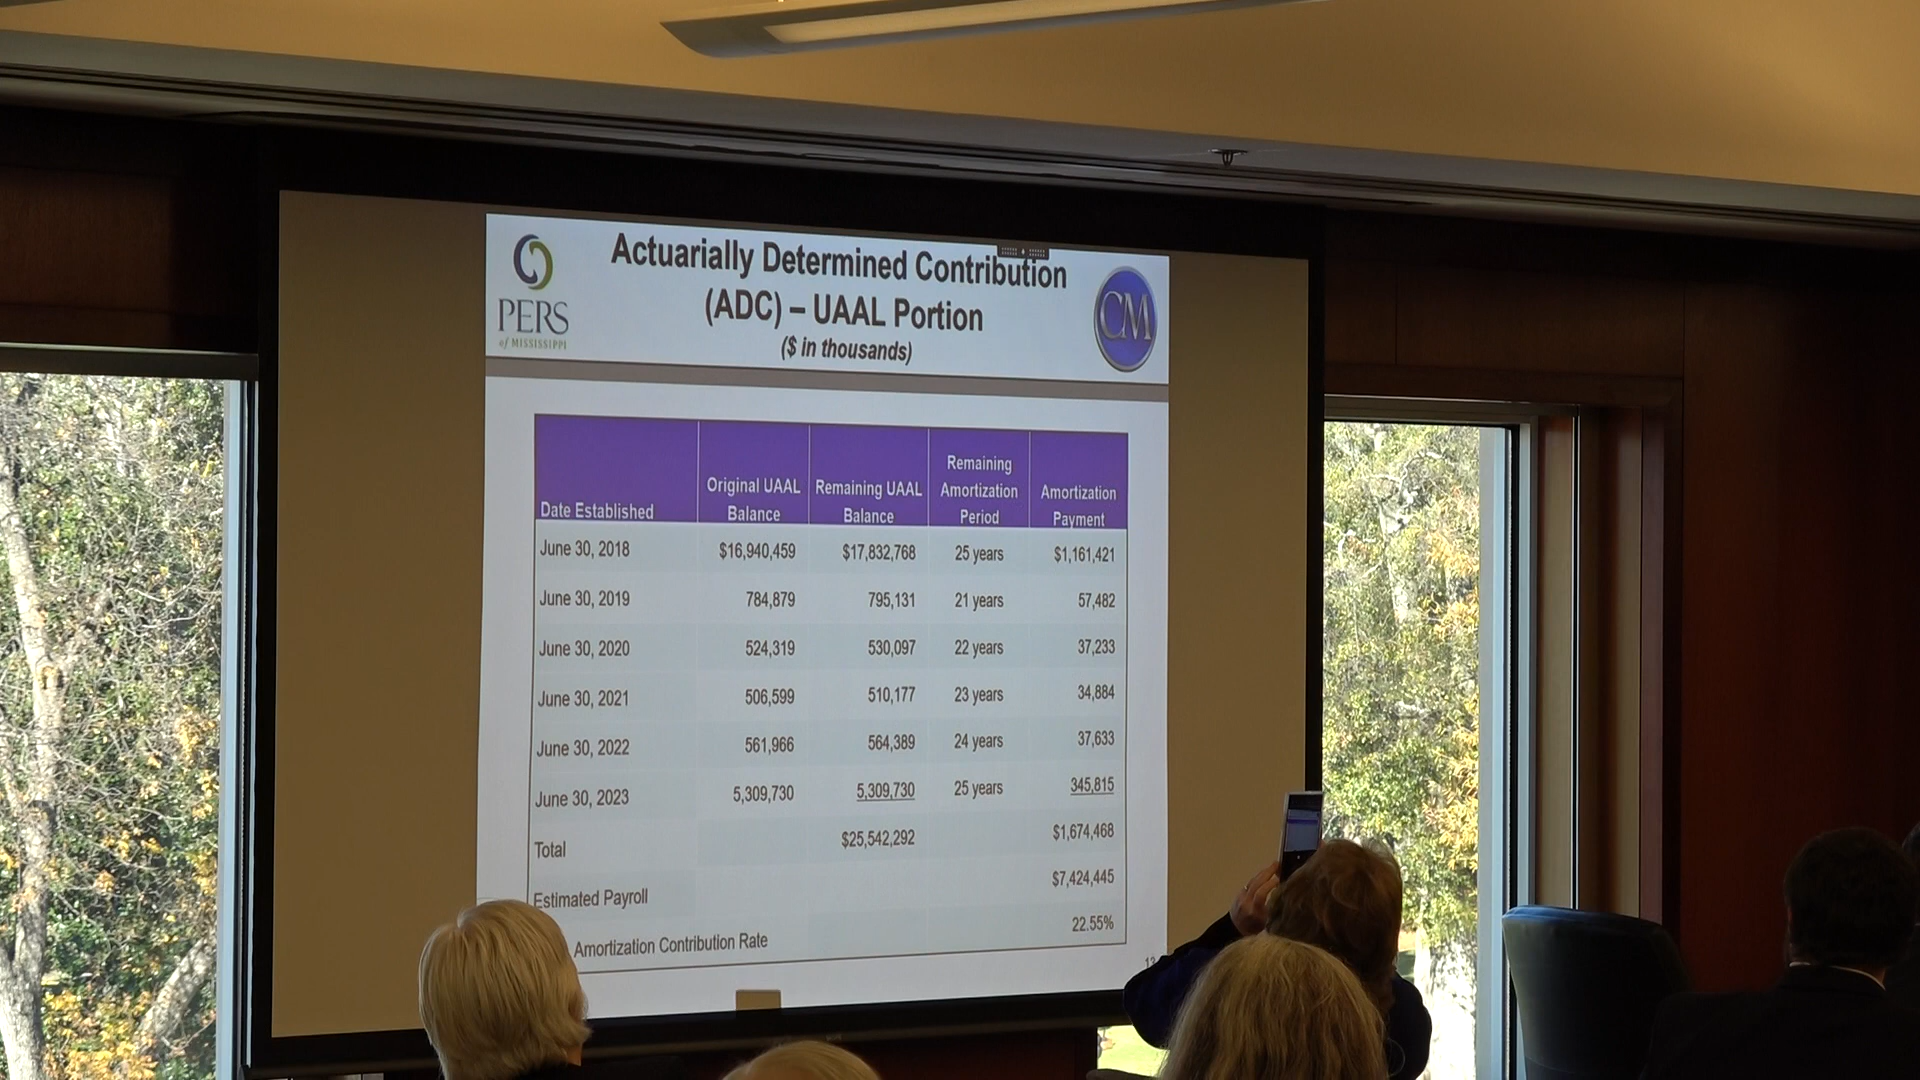 Actuarially Determined Contribution
(ADC) – UAAL Portion
($ in thousands)
PERS
of MISSISSIPPI
CM
Date Established Original UAAL Balance Remaining UAAL Balance Remaining Amortization Period Amortization Payment
June 30, 2018 $16,940,459 $17,832,768 25 years $1,161,421
June 30, 2019 784,879 795,131 21 years 57,482
June 30, 2020 524,319 530,097 22 years 37,233
June 30, 2021 506,599 510,177 23 years 34,884
June 30, 2022 561,966 564,389 24 years 37,633
June 30, 2023 5,309,730 5,309,730 25 years 345,815
Total $25,542,292 $1,674,468
Estimated Payroll $7,424,445
Amortization Contribution Rate 22.55%